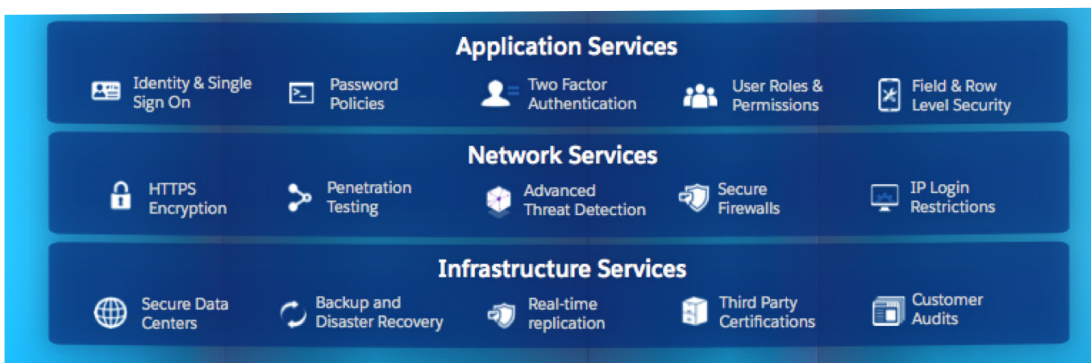 Application Services
Identity & Single
Sign On
Password
Policies
Two Factor
Authentication
User Roles &
Permissions
Field & Row
Level Security
Network Services
HTTPS
Encryption
Penetration
Testing
Advanced
Threat Detection
Secure
Firewalls
IP Login
Restrictions
Infrastructure Services
Secure Data
Centers
Backup and
Disaster Recovery
Real-time
replication
Third Party
Certifications
Customer
Audits